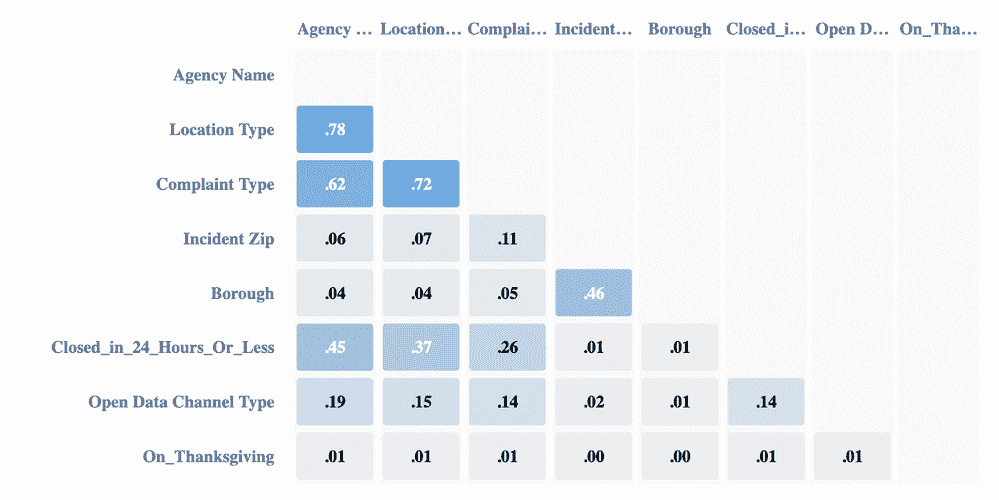 Agency ... Location... Complai... Incident... Borough Closed_i... Open D... On_Tha...
Agency Name
Location Type .78
Complaint Type .62 .72
Incident Zip .06 .07 .11
Borough .04 .04 .05 .46
Closed_in_24_Hours_Or_Less .45 .37 .26 .01 .01
Open Data Channel Type .19 .15 .14 .02 .01 .14
On_Thanksgiving .01 .01 .01 .00 .00 .01 .01